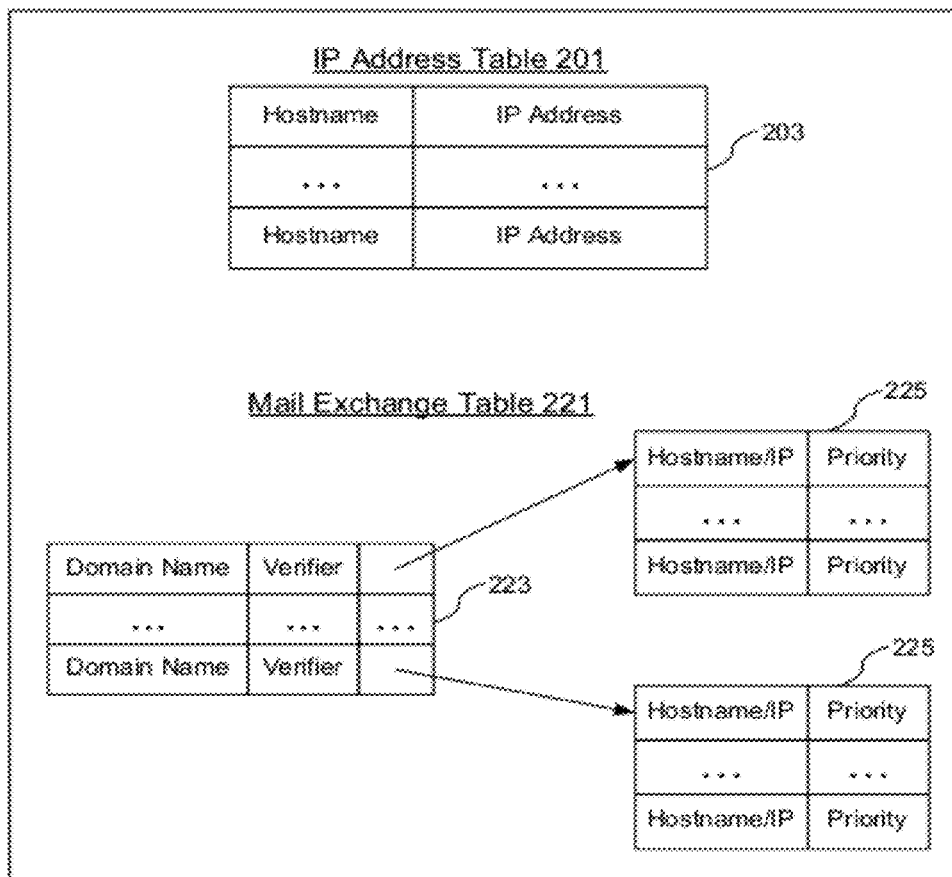 IP Address Table 201
Hostname IP Address
... ...
Hostname IP Address
203
Mail Exchange Table 221
225
Hostname/IP Priority
... ...
Hostname/IP Priority
Domain Name Verifier
... ... ...
Domain Name Verifier
223
225
Hostname/IP Priority
... ...
Hostname/IP Priority